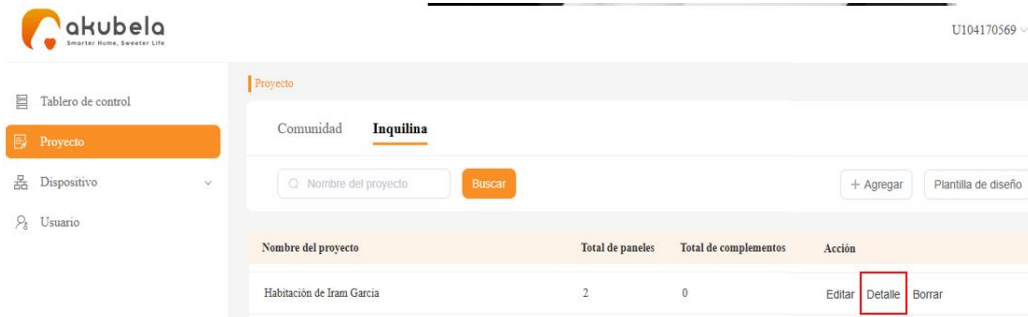 akubela
Smarter Home, Sweeter Life
U104170569
Tablero de control
Proyecto
Dispositivo
Usuario
Proyecto
Comunidad Inquilina
Nombre del proyecto Buscar + Agregar Plantilla de diseño
Nombre del proyecto Total de paneles Total de complementos Acción
Habitación de Iram Garcia 2 0 Editar Detalle Borrar